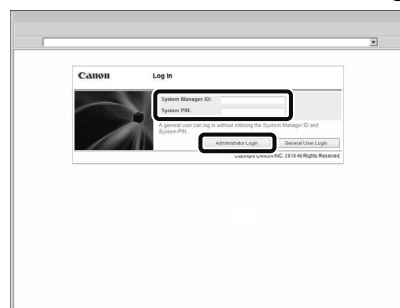 Canon
Log In
System Manager ID:
System PIN:
A general user can log in without entering the System Manager ID and
System PIN.
Administrator Login
General User Login
Copyright CANON INC. 2010 All Rights Reserved